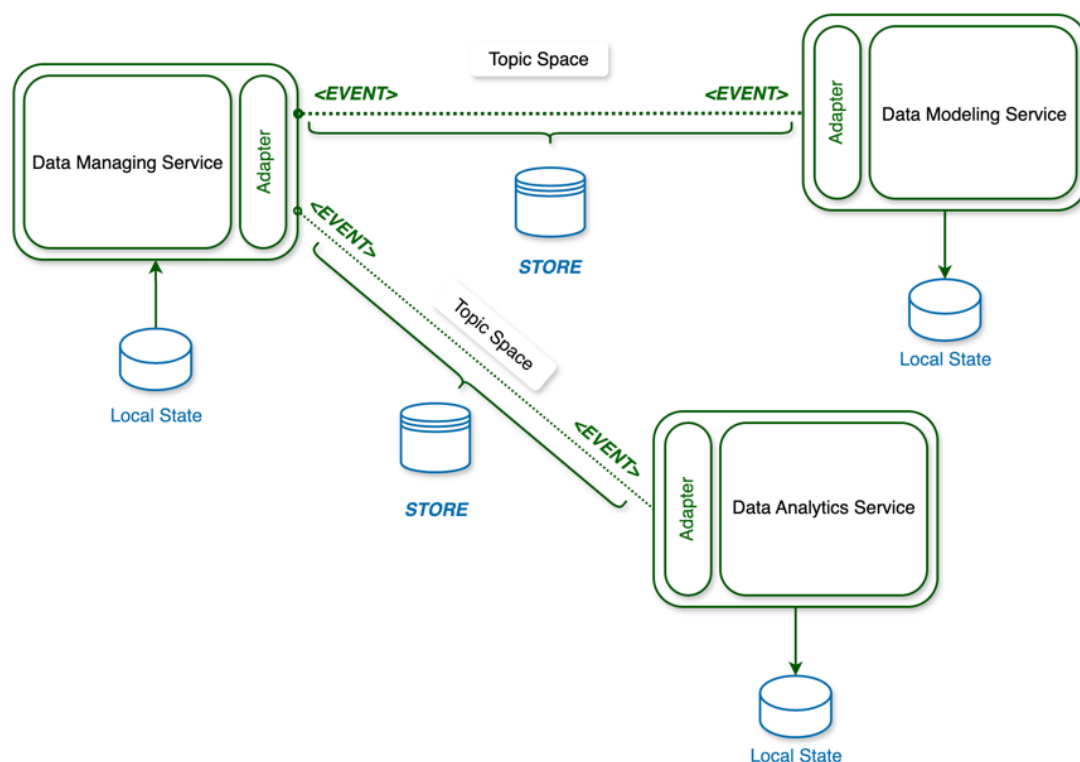 Topic Space
<EVENT>
<EVENT>
Data Managing Service
Adapter
Adapter
Data Modeling Service
<EVENT>
STORE
Topic Space
Local State
Local State
<EVENT>
STORE
Adapter
Data Analytics Service
Local State